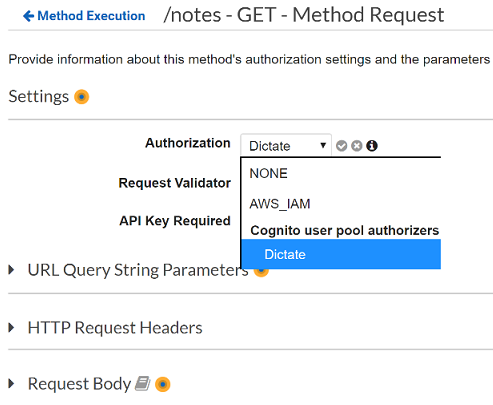 Method Execution /notes - GET - Method Request
Provide information about this method's authorization settings and the parameters
Settings
Authorization Dictate
NONE
Request Validator
AWS_IAM
API Key Required
Cognito user pool authorizers
Dictate
URL Query String Parameters
HTTP Request Headers
Request Body